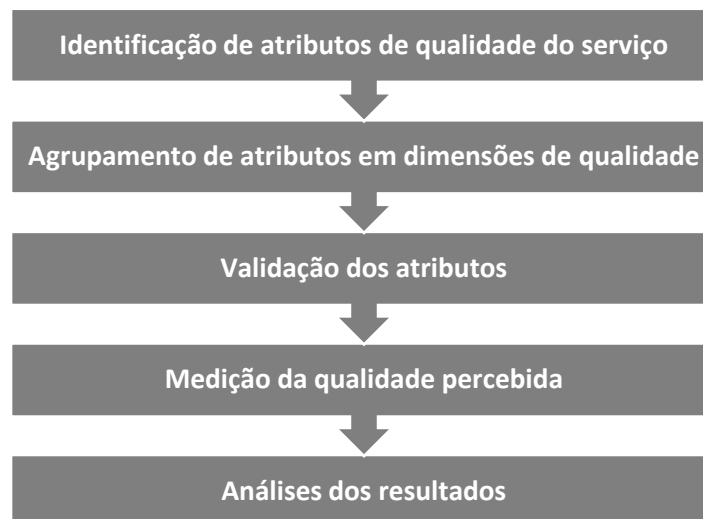 Identificação de atributos de qualidade do serviço
Agrupamento de atributos em dimensões de qualidade
Validação dos atributos
Medição da qualidade percebida
Análises dos resultados